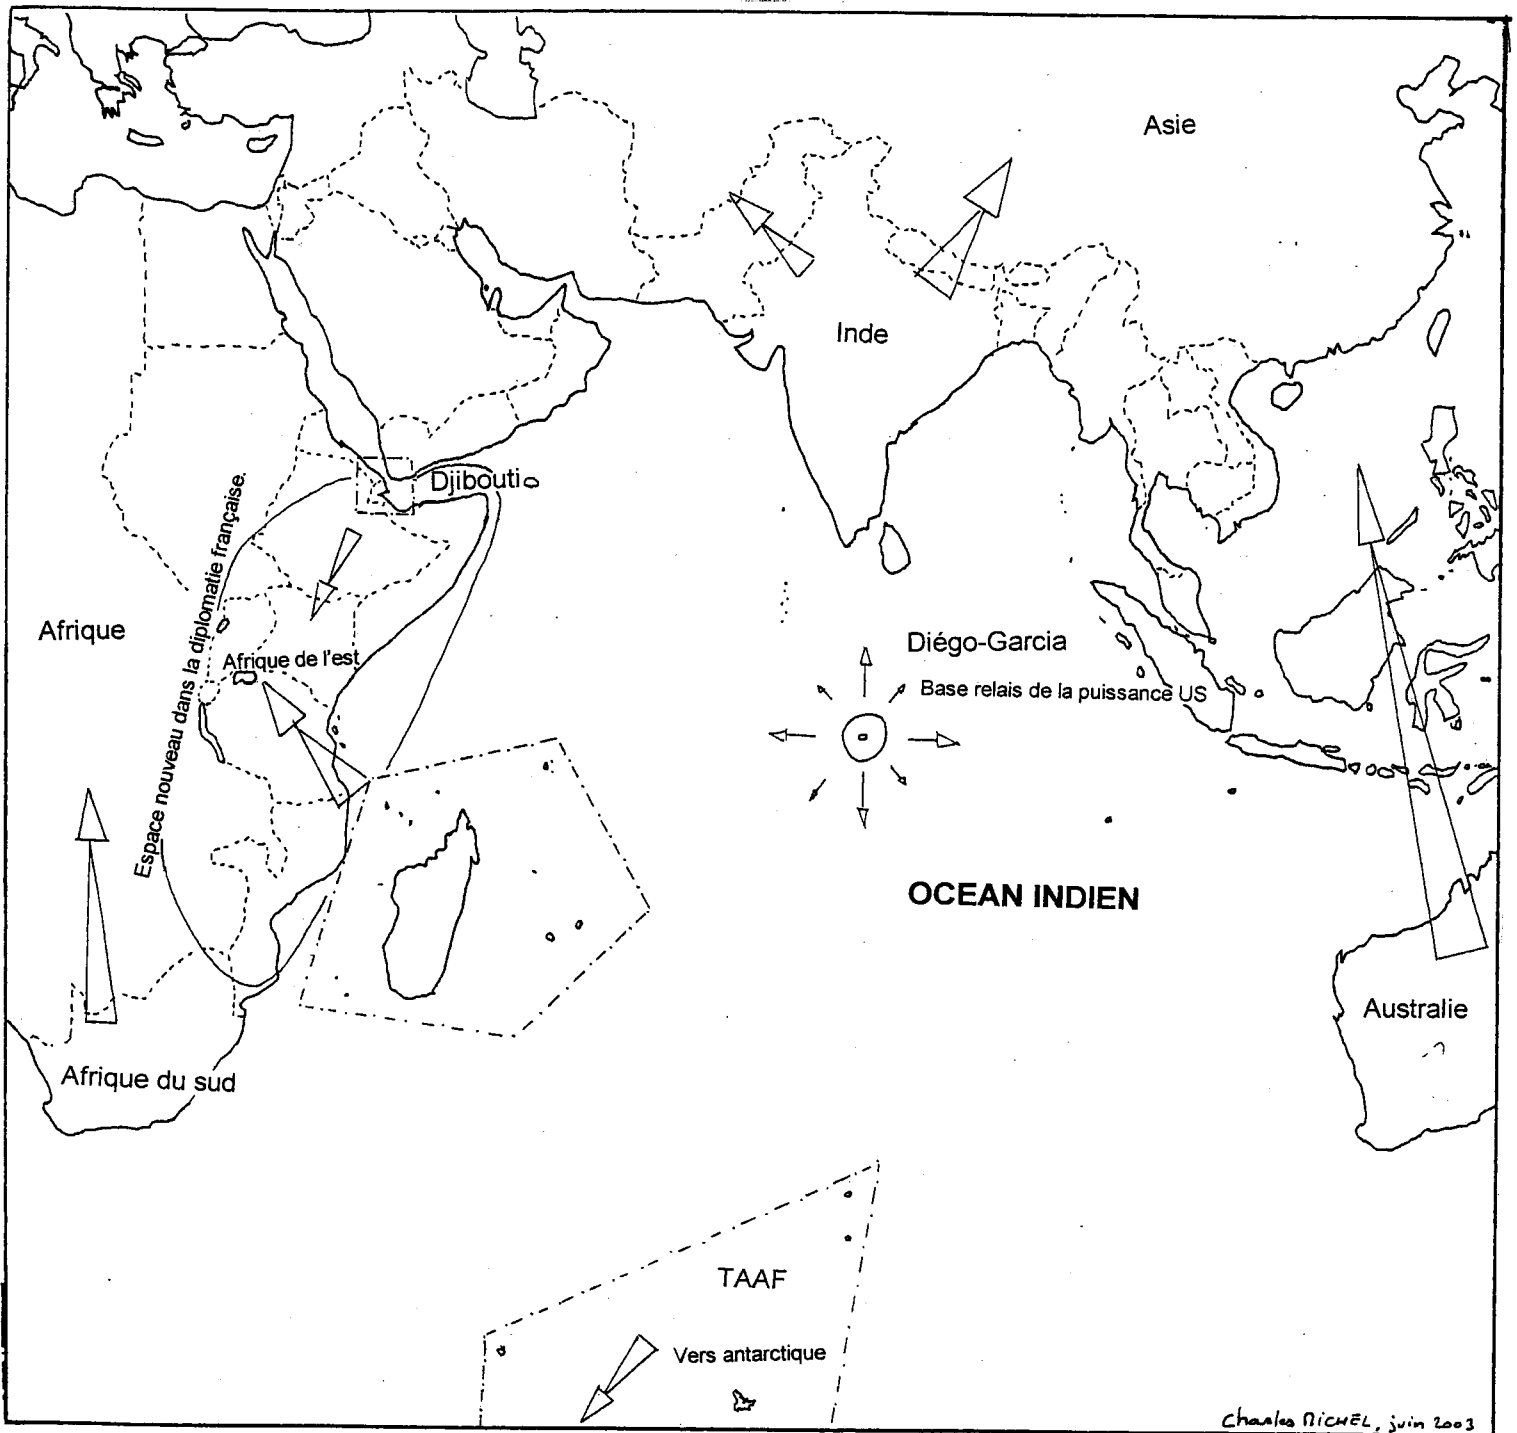 Asie
Inde
Djibouti
Espace nouveau dans la diplomatie française.
Afrique
Diégo-Garcia
Afrique de l'est
Base relais de la puissance US
OCEAN INDIEN
Australie
Afrique du sud
TAAF
Vers antarctique
Charles MICHEL, juin 2003